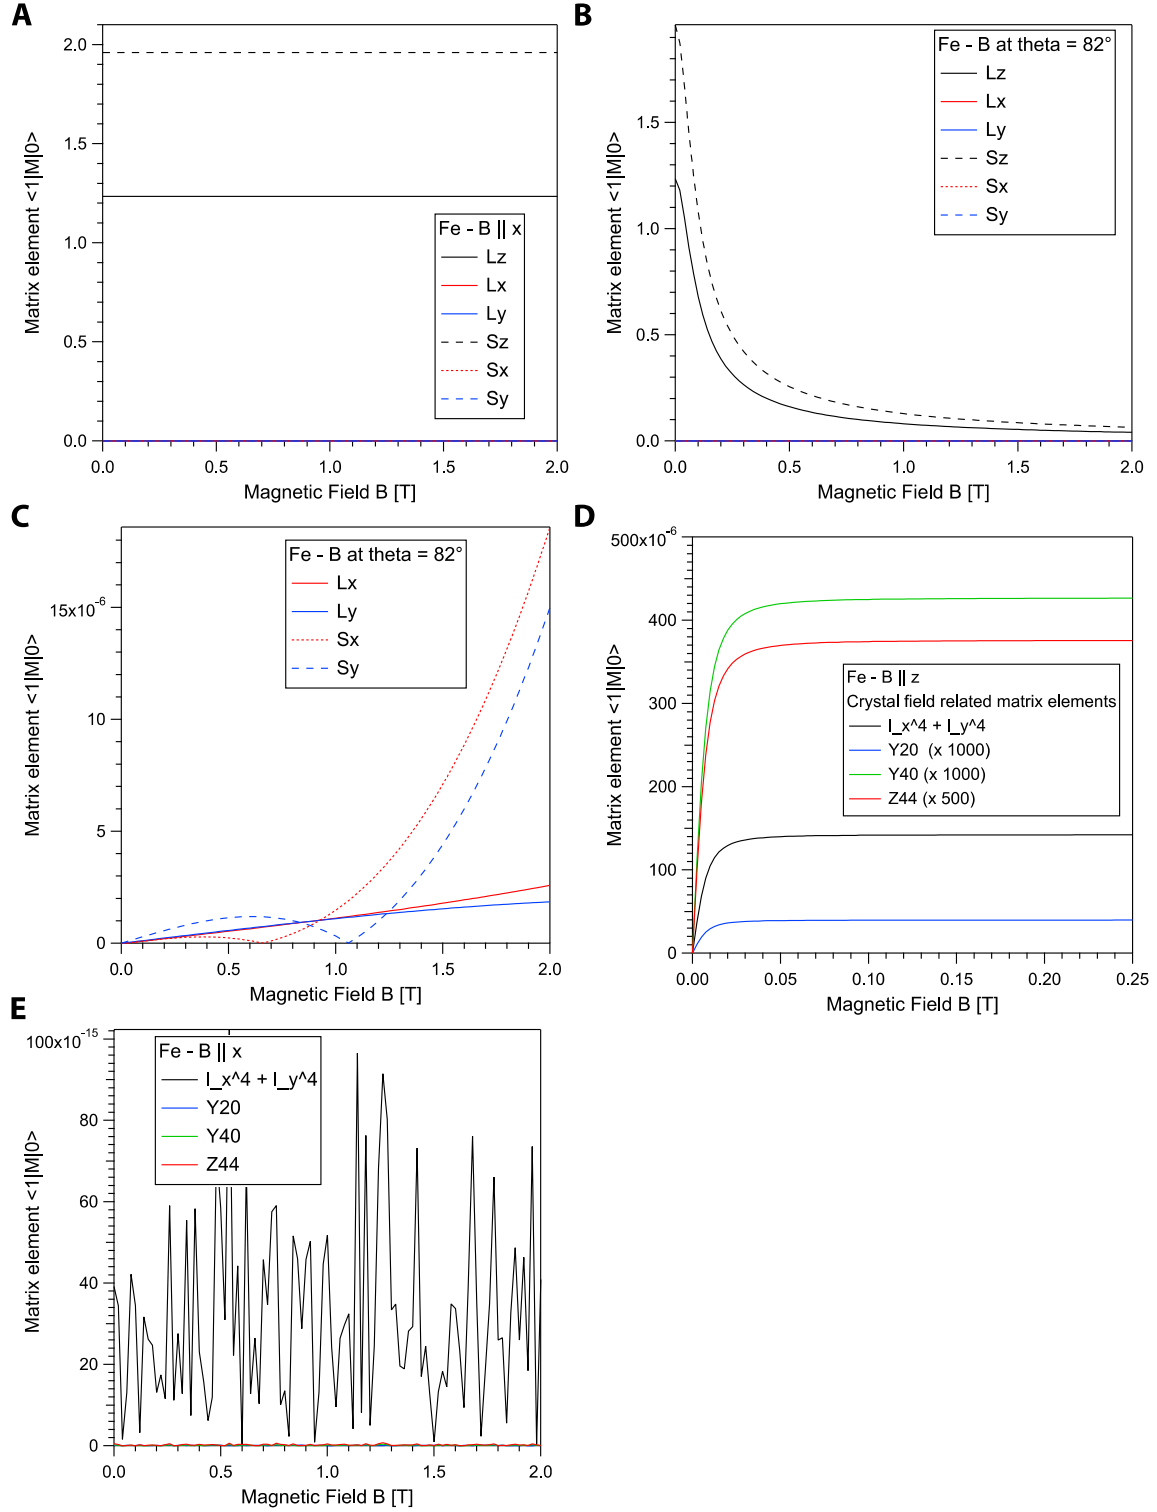 A
Matrix element <1|M|0>
2.0
1.5
1.0
0.5
0.0
Fe - B || x
Lz
Lx
Ly
Sz
Sx
Sy
0.0 0.5 1.0 1.5 2.0
Magnetic Field B [T]
B
Matrix element <1|M|0>
1.5
1.0
0.5
0.0
Fe - B at theta = 82°
Lz
Lx
Ly
Sz
Sx
Sy
0.0 0.5 1.0 1.5 2.0
Magnetic Field B [T]
C
Matrix element <1|M|0>
15x10-6
10
5
0
Fe - B at theta = 82°
Lx
Ly
Sx
Sy
0.0 0.5 1.0 1.5 2.0
Magnetic Field B [T]
D
Matrix element <1|M|0>
500x10-6
400
300
200
100
0
Fe - B || z
Crystal field related matrix elements
I_x^4 + I_y^4
Y20 (x 1000)
Y40 (x 1000)
Z44 (x 500)
0.00 0.05 0.10 0.15 0.20 0.25
Magnetic Field B [T]
E
Matrix element <1|M|0>
100x10-15
80
60
40
20
0
Fe - B || x
I_x^4 + I_y^4
Y20
Y40
Z44
0.0 0.5 1.0 1.5 2.0
Magnetic Field B [T]